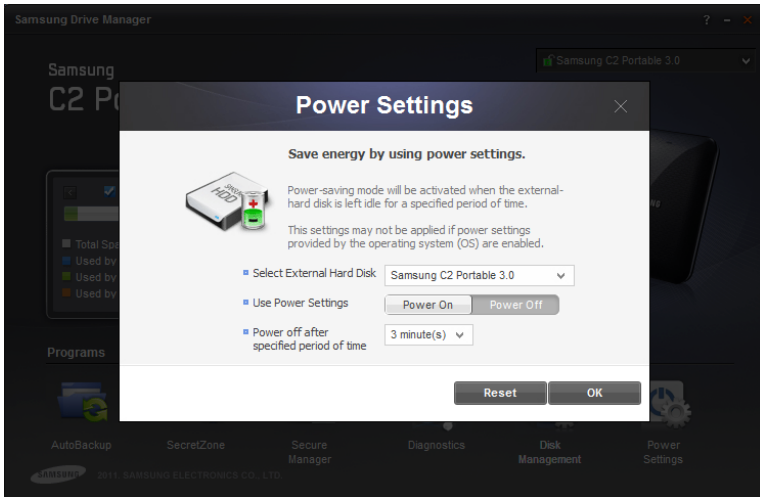 Samsung Drive Manager
? - ×
Samsung
C2 P
Samsung C2 Portable 3.0
Power Settings
Save energy by using power settings.
Power-saving mode will be activated when the external-
hard disk is left idle for a specified period of time.
This settings may not be applied if power settings
provided by the operating system (OS) are enabled.
Select External Hard Disk
Samsung C2 Portable 3.0
Use Power Settings
Power On
Power Off
Power off after
specified period of time
3 minute(s)
Reset
OK
Total Spa
Used by
Used by
Used by
Programs
AutoBackup
SecretZone
Secure
Manager
Diagnostics
Disk
Management
Power
Settings
SAMSUNG
2011. SAMSUNG ELECTRONICS CO., LTD.